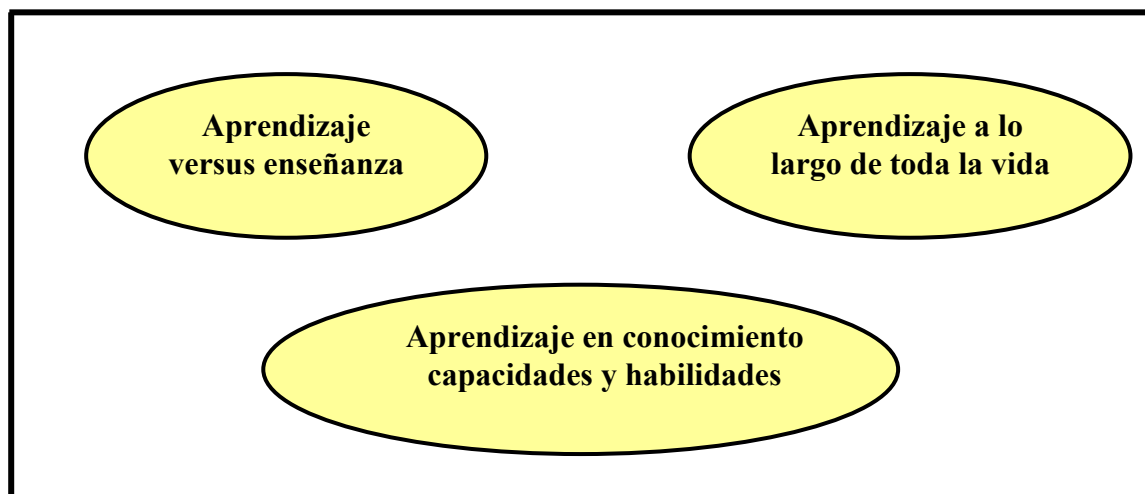 Aprendizaje
versus enseñanza
Aprendizaje a lo
largo de toda la vida
Aprendizaje en conocimiento
capacidades y habilidades